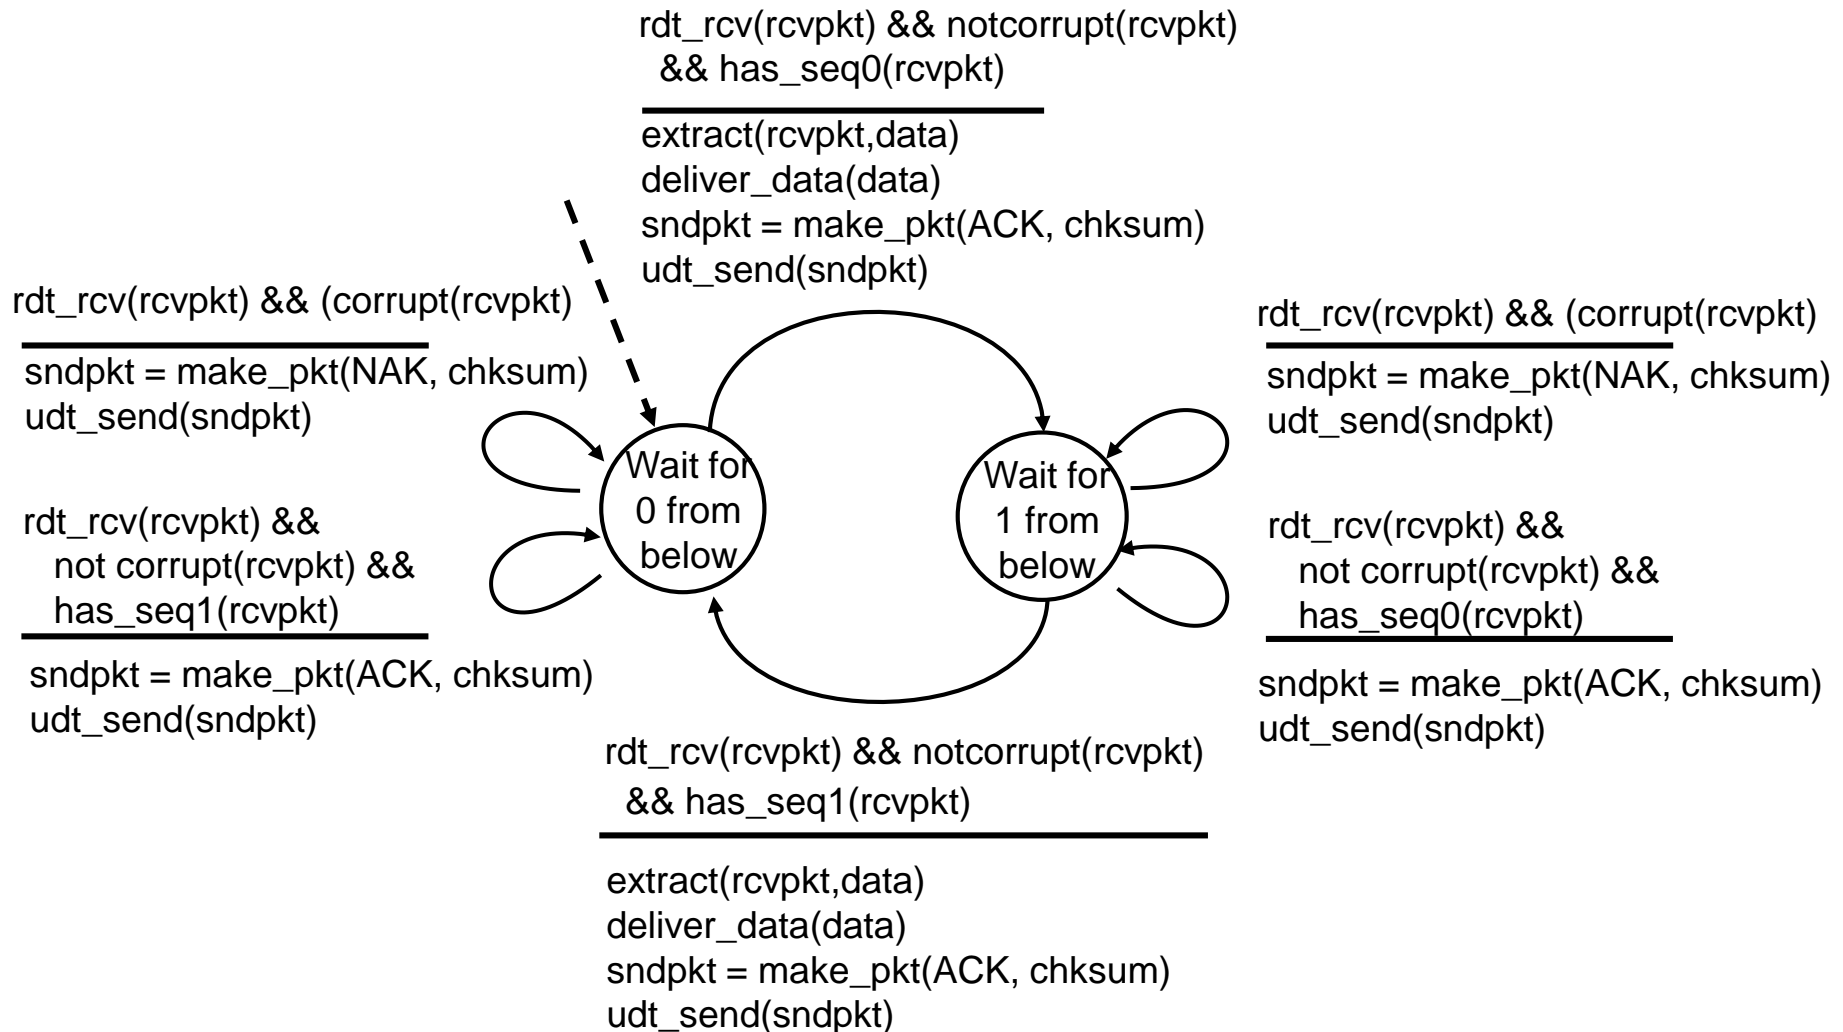 rdt_rcv(rcvpkt) && notcorrupt(rcvpkt)
&& has_seq0(rcvpkt)
extract(rcvpkt,data)
deliver_data(data)
sndpkt = make_pkt(ACK, chksum)
udt_send(sndpkt)
rdt_rcv(rcvpkt) && (corrupt(rcvpkt)
sndpkt = make_pkt(NAK, chksum)
udt_send(sndpkt)
rdt_rcv(rcvpkt) &&
not corrupt(rcvpkt) &&
has_seq1(rcvpkt)
sndpkt = make_pkt(ACK, chksum)
udt_send(sndpkt)
Wait for
0 from
below
Wait for
1 from
below
rdt_rcv(rcvpkt) && (corrupt(rcvpkt)
sndpkt = make_pkt(NAK, chksum)
udt_send(sndpkt)
rdt_rcv(rcvpkt) &&
not corrupt(rcvpkt) &&
has_seq0(rcvpkt)
sndpkt = make_pkt(ACK, chksum)
udt_send(sndpkt)
rdt_rcv(rcvpkt) && notcorrupt(rcvpkt)
&& has_seq1(rcvpkt)
extract(rcvpkt,data)
deliver_data(data)
sndpkt = make_pkt(ACK, chksum)
udt_send(sndpkt)